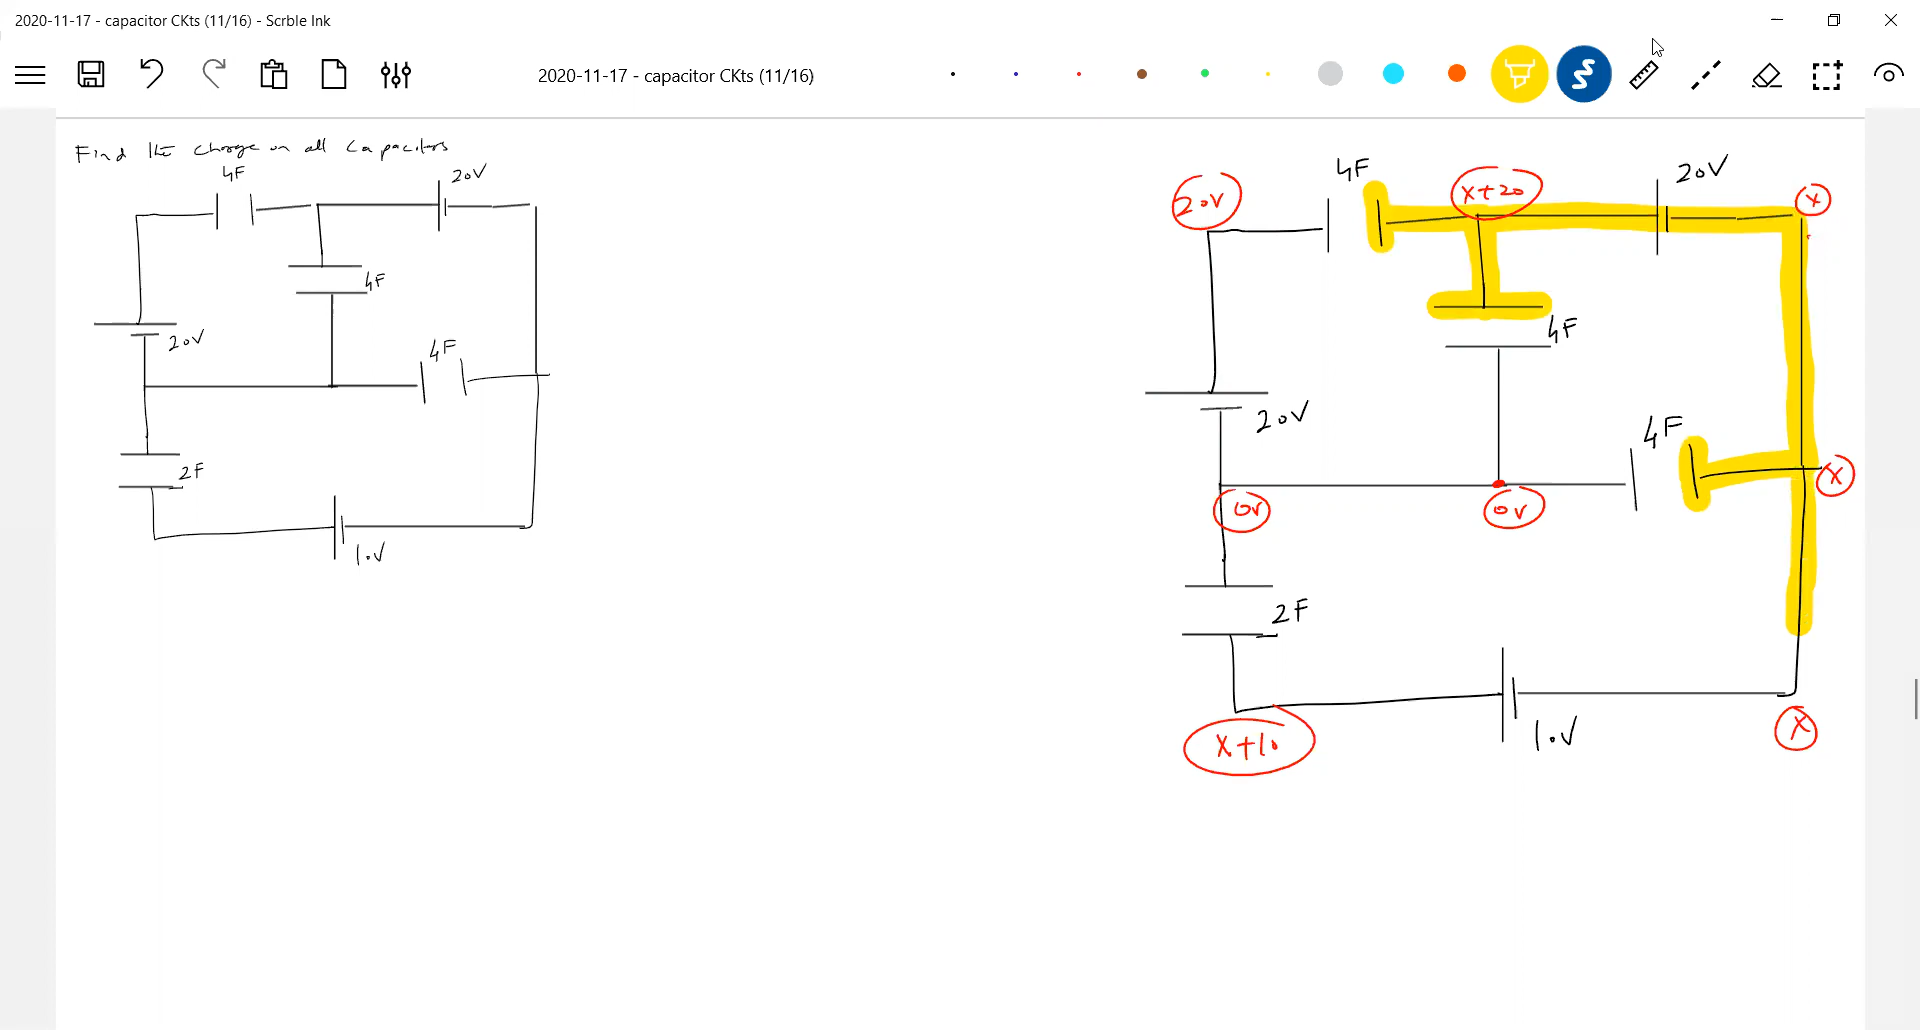 2020-11-17 - capacitor CKts (11/16) - Scrble Ink
2020-11-17 - capacitor CKts (11/16)
Find the charge on all capacitors
4F
20V
4F
20V
4F
2F
10V
20V
4F
x+20
20V
x
4F
20V
4F
x
0V
0V
2F
x+10
10V
x